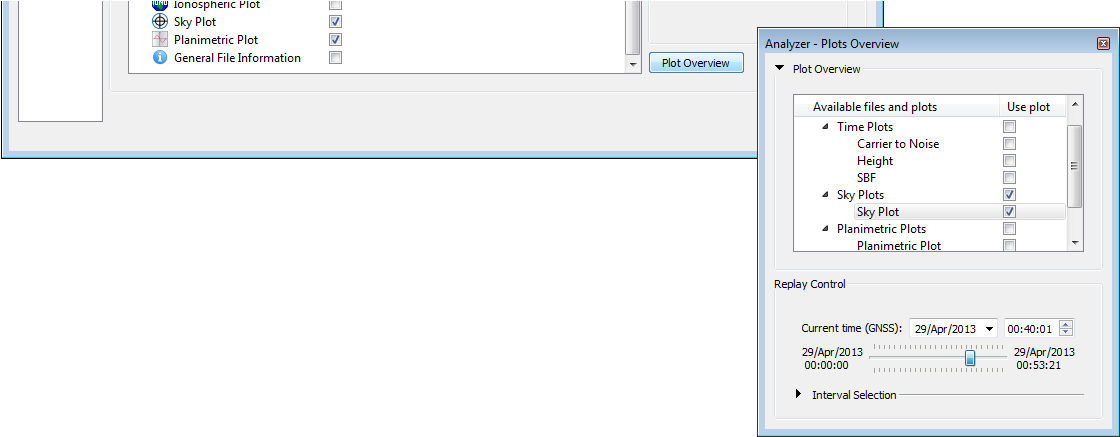 Ionospheric Plot
Sky Plot
Planimetric Plot
General File Information
Plot Overview
Analyzer - Plots Overview
Plot Overview
Available files and plots Use plot
Time Plots
Carrier to Noise
Height
SBF
Sky Plots
Sky Plot
Planimetric Plots
Planimetric Plot
Replay Control
Current time (GNSS): 29/Apr/2013 00:40:01
29/Apr/2013 29/Apr/2013
00:00:00 00:53:21
Interval Selection